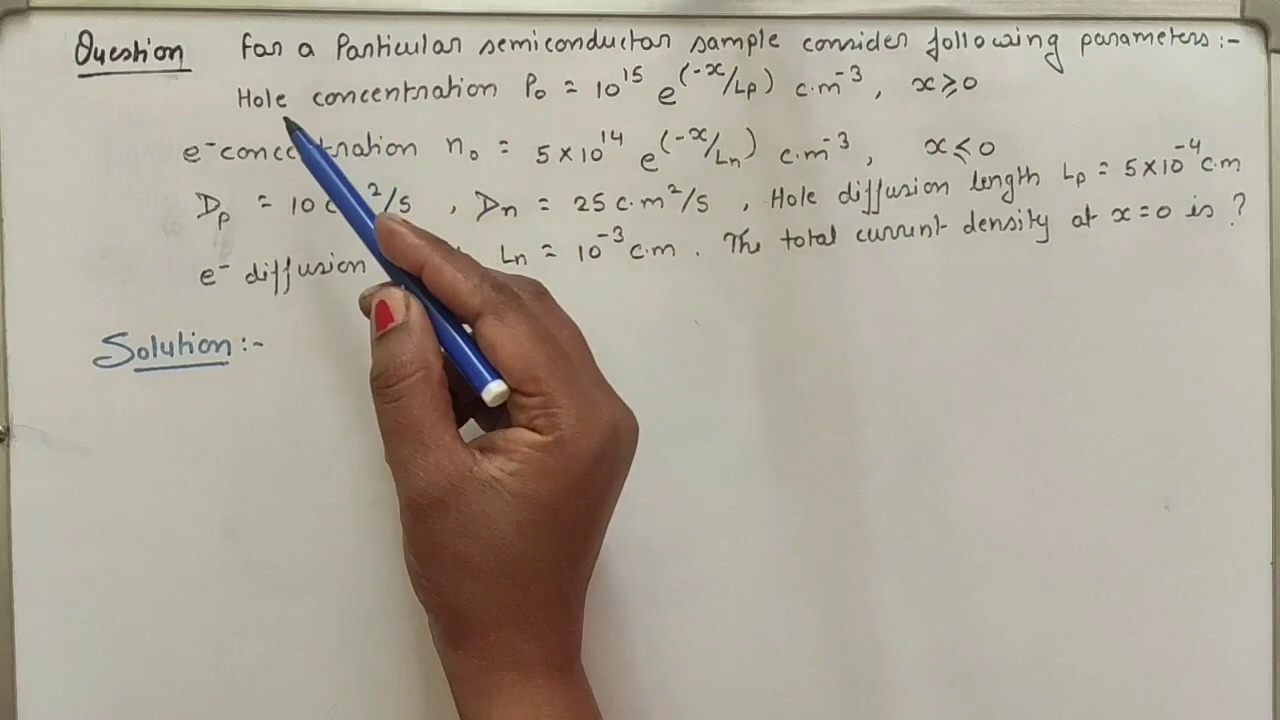 Question For a Particular semiconductor sample consider following parameters:-
Hole concentration P₀ = 10¹⁵ e^(-x/Lp) c.m⁻³, x ≥ 0
e⁻ n₀ = 5×10¹⁴ e^(-x/Ln) c.m⁻³, x ≤ 0
Dp = 10 , Dn = 25 c.m²/s , Hole diffusion length Lp = 5×10⁻⁴ c.m
e⁻ diffusion Ln = 10⁻³ c.m . The total current density at x=0 is ?
Solution :-